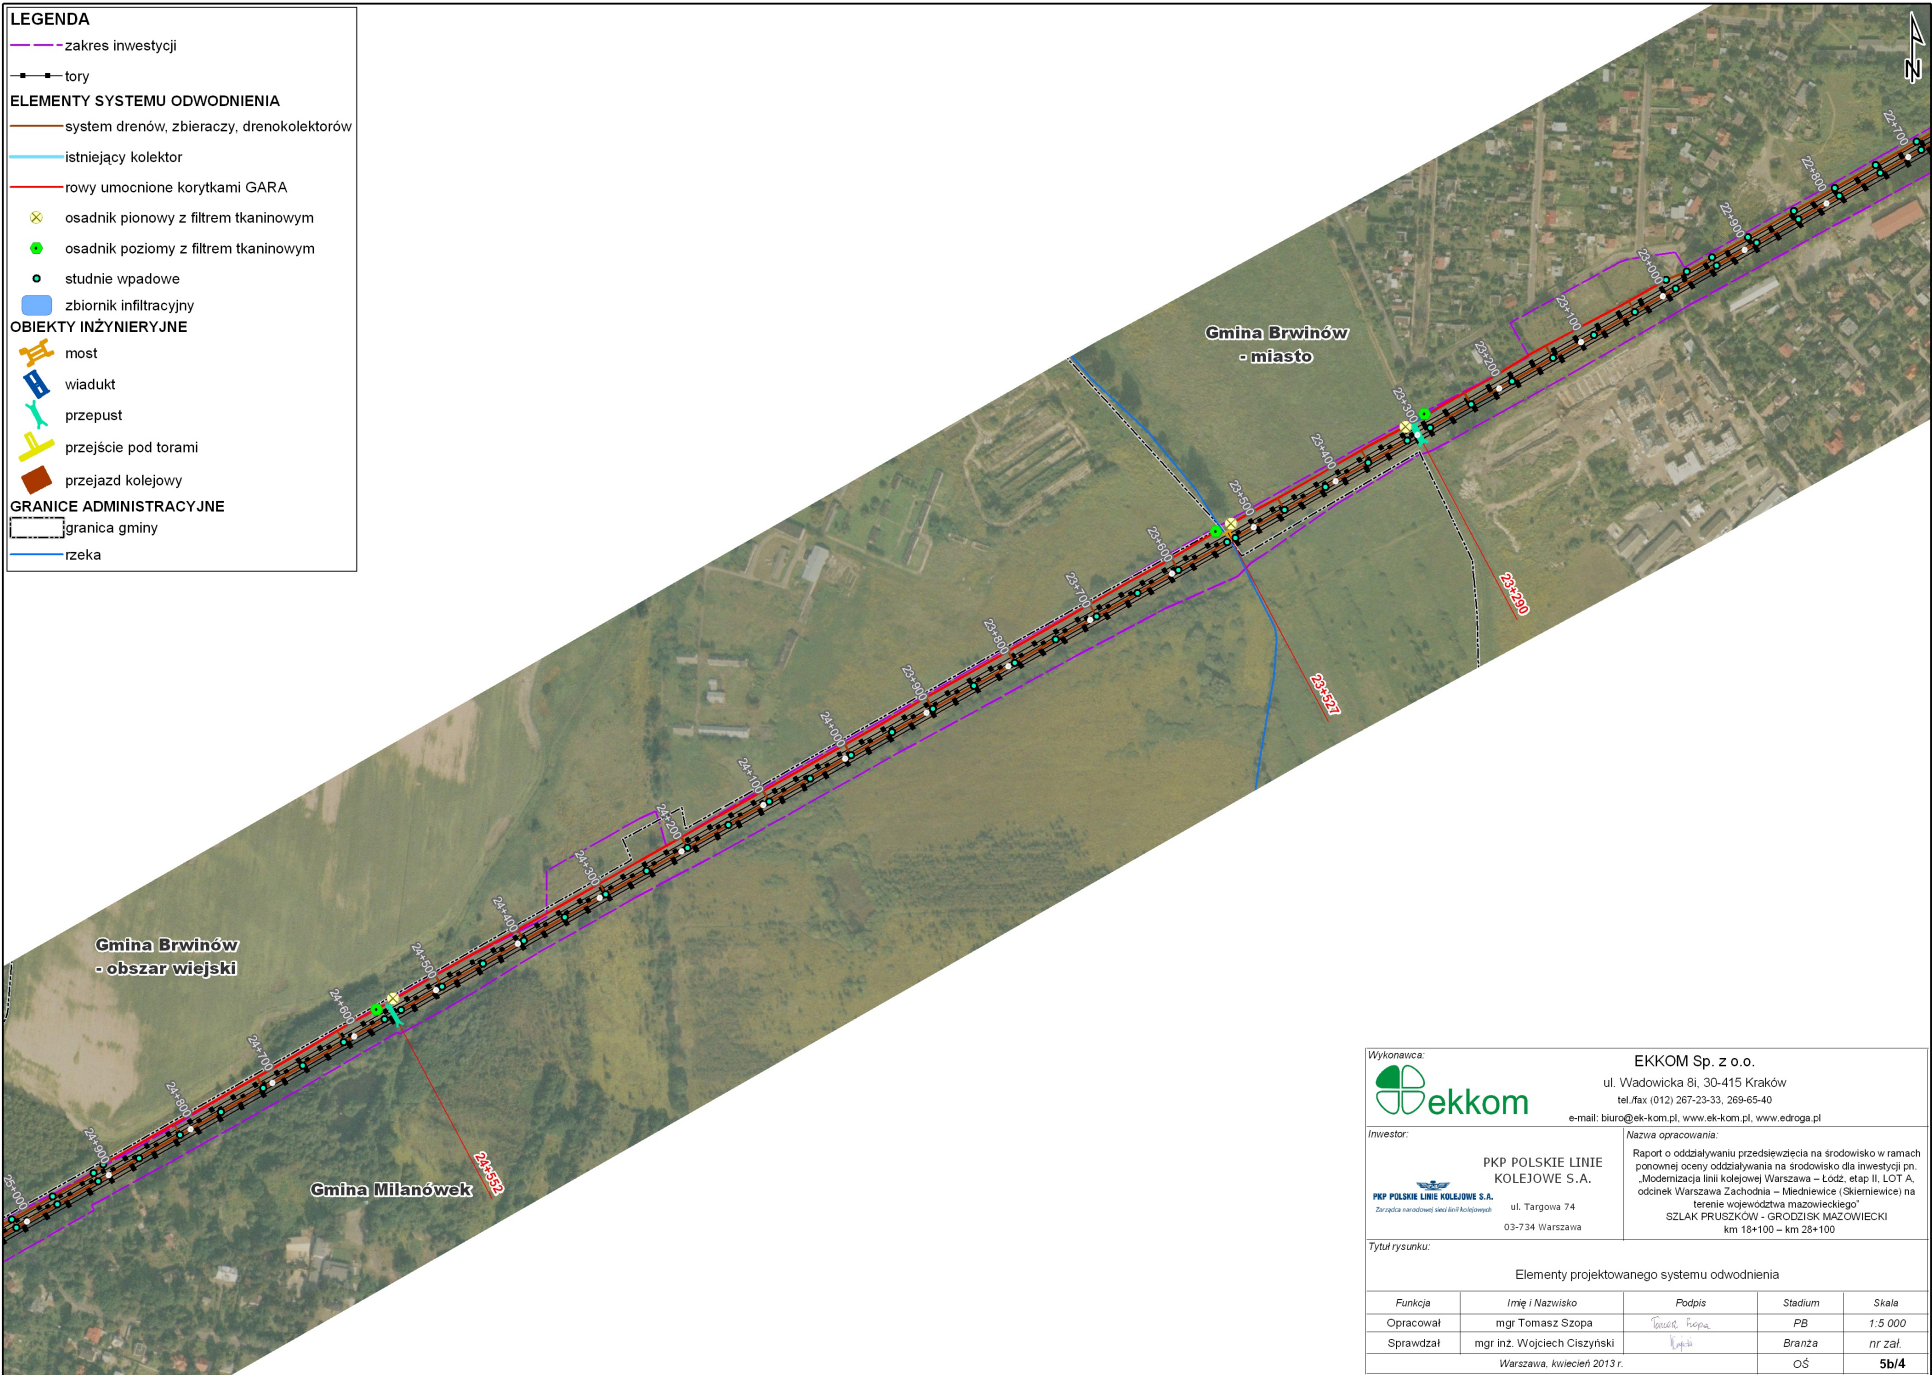 LEGENDA
zakres inwestycji
tory
ELEMENTY SYSTEMU ODWODNIENIA
system drenów, zbieraczy, drenokolektorów
istniejący kolektor
rowy umocnione korytkami GARA
osadnik pionowy z filtrem tkaninowym
osadnik poziomy z filtrem tkaninowym
studnie wpadowe
zbiornik infiltracyjny
OBIEKTY INŻYNIERYJNE
most
wiadukt
przepust
przejście pod torami
przejazd kolejowy
GRANICE ADMINISTRACYJNE
granica gminy
rzeka
N
22+700
22+800
22+900
23+000
23+100
23+200
23+300
23+400
23+500
23+600
23+700
23+800
23+900
24+000
24+100
24+200
24+300
24+400
24+500
24+600
24+700
24+800
24+900
25+000
Gmina Brwinów
- miasto
23+290
23+527
Gmina Brwinów
- obszar wiejski
24+552
Gmina Milanówek
Wykonawca:
ekkom
EKKOM Sp. z o.o.
ul. Wadowicka 8i, 30-415 Kraków
tel./fax (012) 267-23-33, 269-65-40
e-mail: biuro@ek-kom.pl, www.ek-kom.pl, www.edroga.pl
Inwestor:
PKP POLSKIE LINIE KOLEJOWE S.A.
Zarządca narodowej sieci linii kolejowych
PKP POLSKIE LINIE
KOLEJOWE S.A.
ul. Targowa 74
03-734 Warszawa
Nazwa opracowania:
Raport o oddziaływaniu przedsięwzięcia na środowisko w ramach
ponownej oceny oddziaływania na środowisko dla inwestycji pn.
„Modernizacja linii kolejowej Warszawa – Łódź, etap II, LOT A,
odcinek Warszawa Zachodnia – Miedniewice (Skierniewice) na
terenie województwa mazowieckiego”
SZLAK PRUSZKÓW - GRODZISK MAZOWIECKI
km 18+100 – km 28+100
Tytuł rysunku:
Elementy projektowanego systemu odwodnienia
Funkcja Imię i Nazwisko Podpis Stadium Skala
Opracował mgr Tomasz Szopa PB 1:5 000
Sprawdzał mgr inż. Wojciech Ciszyński Branża nr zał.
Warszawa, kwiecień 2013 r. OŚ 5b/4